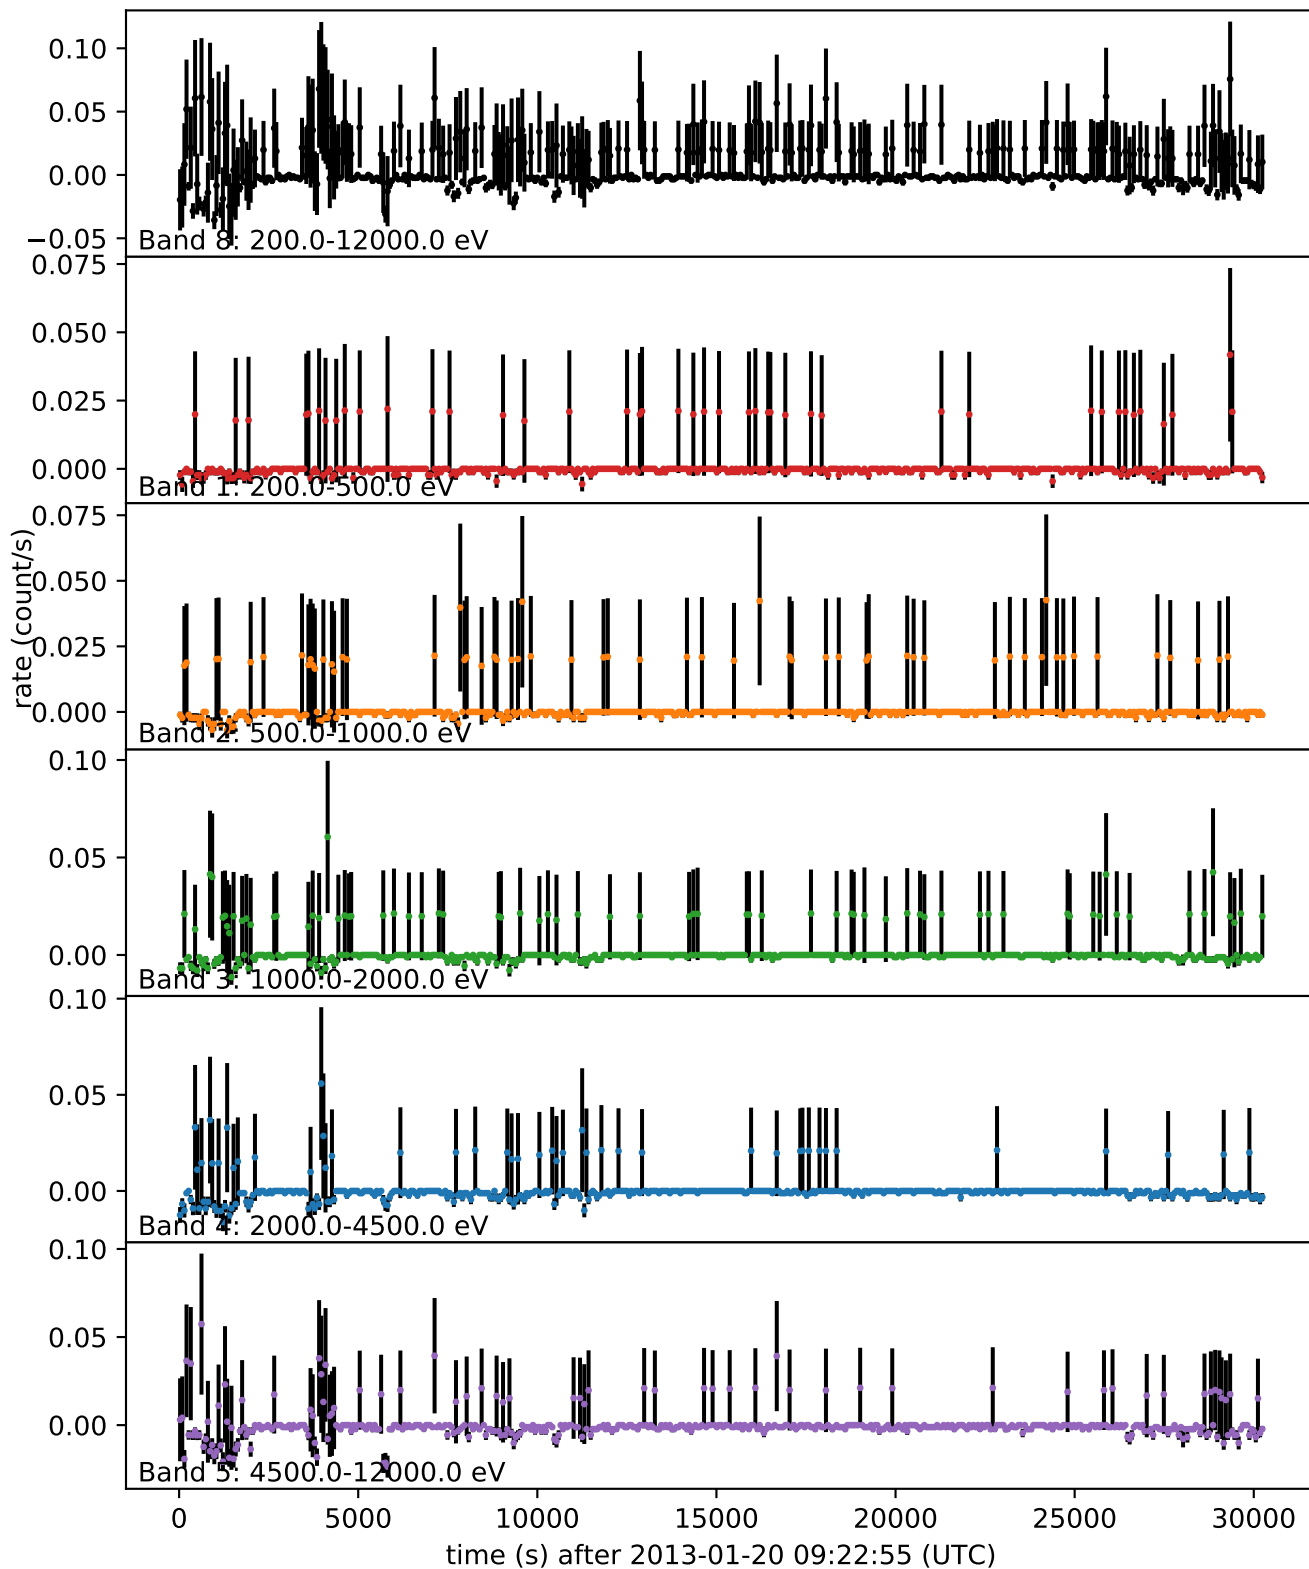 0.10
0.05
0.00
−0.05
Band 8: 200.0-12000.0 eV
0.075
0.050
0.025
0.000
Band 1: 200.0-500.0 eV
0.075
0.050
0.025
0.000
Band 2: 500.0-1000.0 eV
rate (count/s)
0.10
0.05
0.00
Band 3: 1000.0-2000.0 eV
0.10
0.05
0.00
Band 4: 2000.0-4500.0 eV
0.10
0.05
0.00
Band 5: 4500.0-12000.0 eV
0 5000 10000 15000 20000 25000 30000
time (s) after 2013-01-20 09:22:55 (UTC)